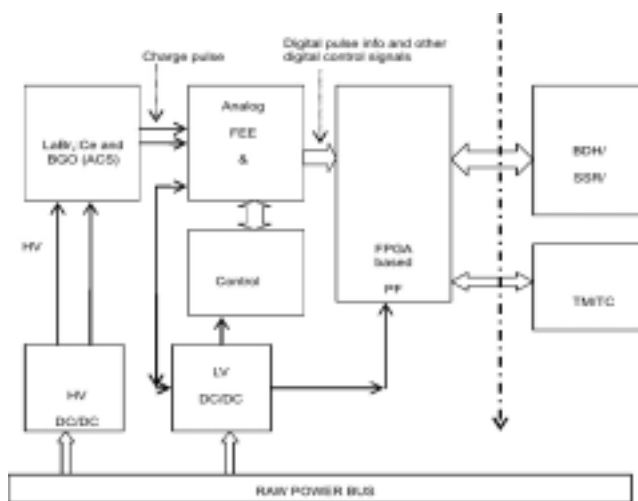 Digital pulse info and other
digital control signals
Charge pulse
LaBr, Ce and
BGO (ACS)
Analog
FEE
&
FPGA
based
PF
BDH/
SSR/
Control
TM/TC
HV
HV
DC/DC
LV
DC/DC
RAW POWER BUS